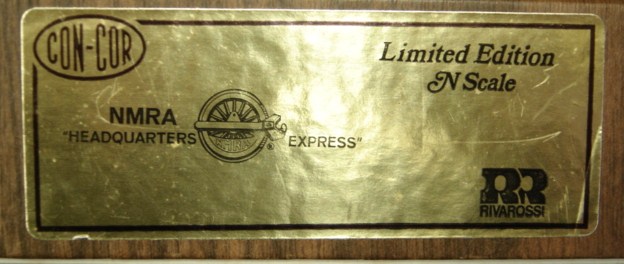 CON-COR
Limited Edition
N Scale
NMRA
"HEADQUARTERS
EXPRESS"
®
RR
RIVAROSSI